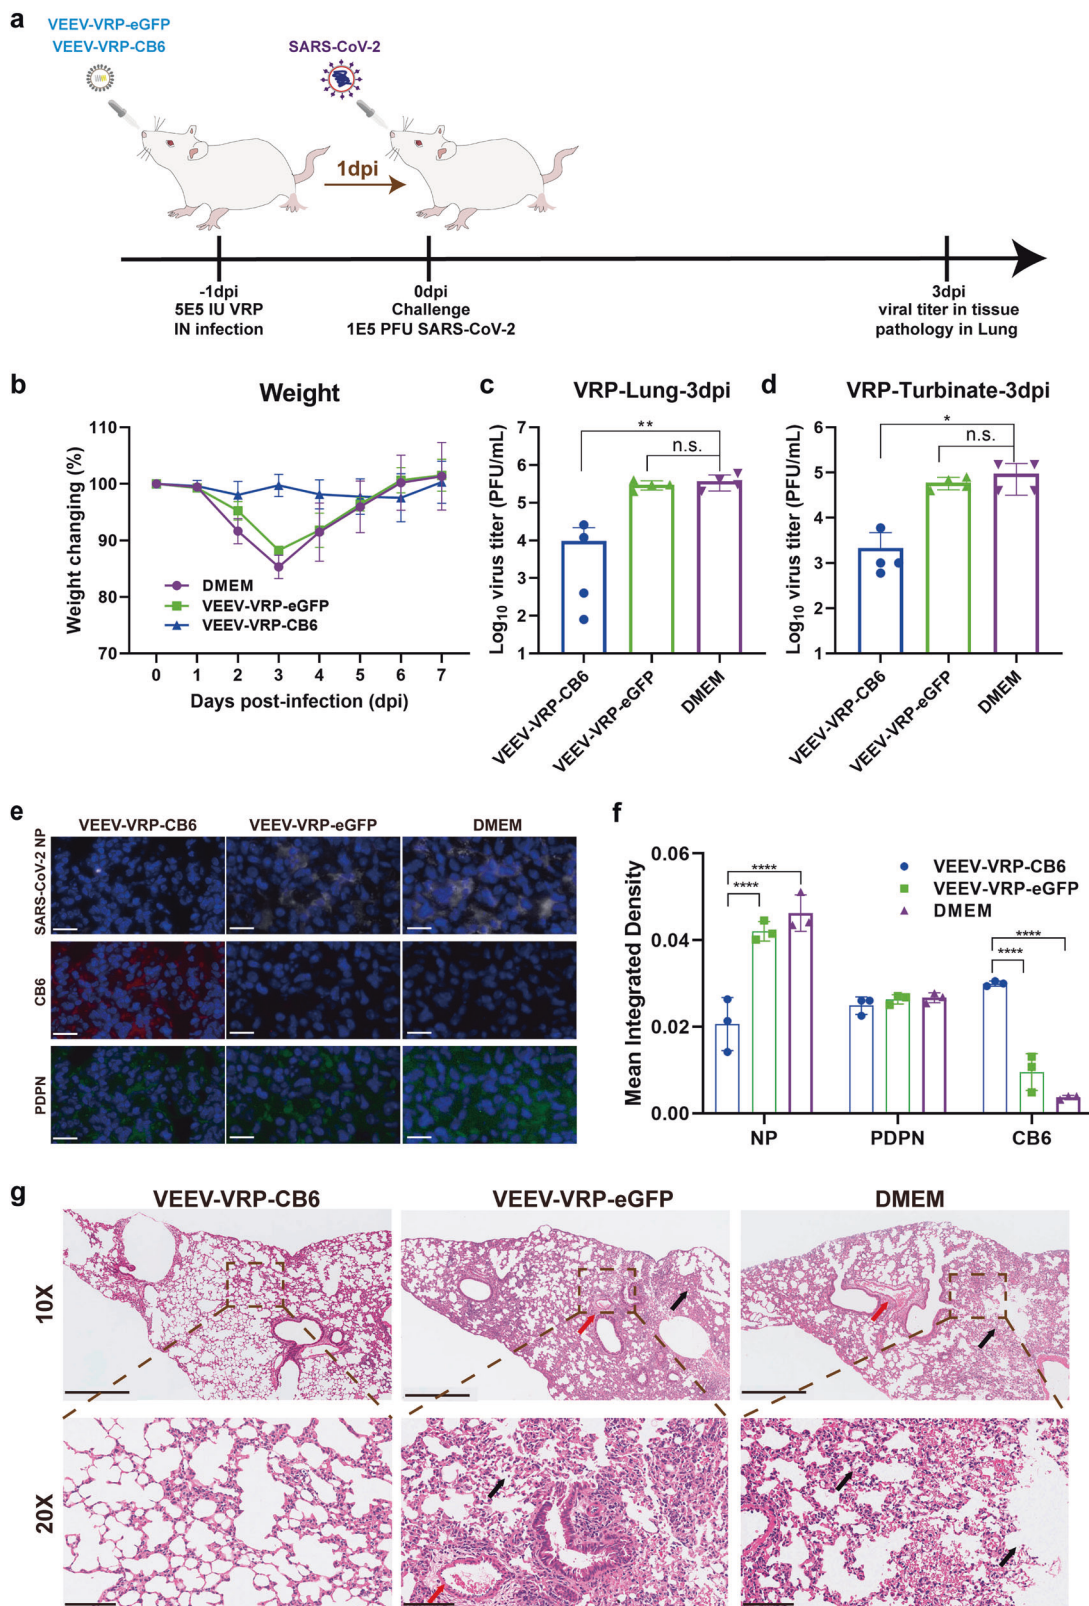 a
VEEV-VRP-eGFP
VEEV-VRP-CB6
SARS-CoV-2
1dpi
-1dpi
5E5 IU VRP
IN infection
0dpi
Challenge
1E5 PFU SARS-CoV-2
3dpi
viral titer in tissue
pathology in Lung
b
Weight
Weight changing (%)
110
100
90
80
70
DMEM
VEEV-VRP-eGFP
VEEV-VRP-CB6
0 1 2 3 4 5 6 7
Days post-infection (dpi)
c
VRP-Lung-3dpi
Log10 virus titer (PFU/mL)
7
6
5
4
3
2
1
**
n.s.
VEEV-VRP-CB6
VEEV-VRP-eGFP
DMEM
d
VRP-Turbinate-3dpi
Log10 virus titer (PFU/mL)
7
6
5
4
3
2
1
*
n.s.
VEEV-VRP-CB6
VEEV-VRP-eGFP
DMEM
e
VEEV-VRP-CB6 VEEV-VRP-eGFP DMEM
SARS-CoV-2 NP
CB6
PDPN
f
Mean Integrated Density
0.06
0.04
0.02
0.00
****
****
****
****
VEEV-VRP-CB6
VEEV-VRP-eGFP
DMEM
NP PDPN CB6
g
VEEV-VRP-CB6 VEEV-VRP-eGFP DMEM
10X
20X